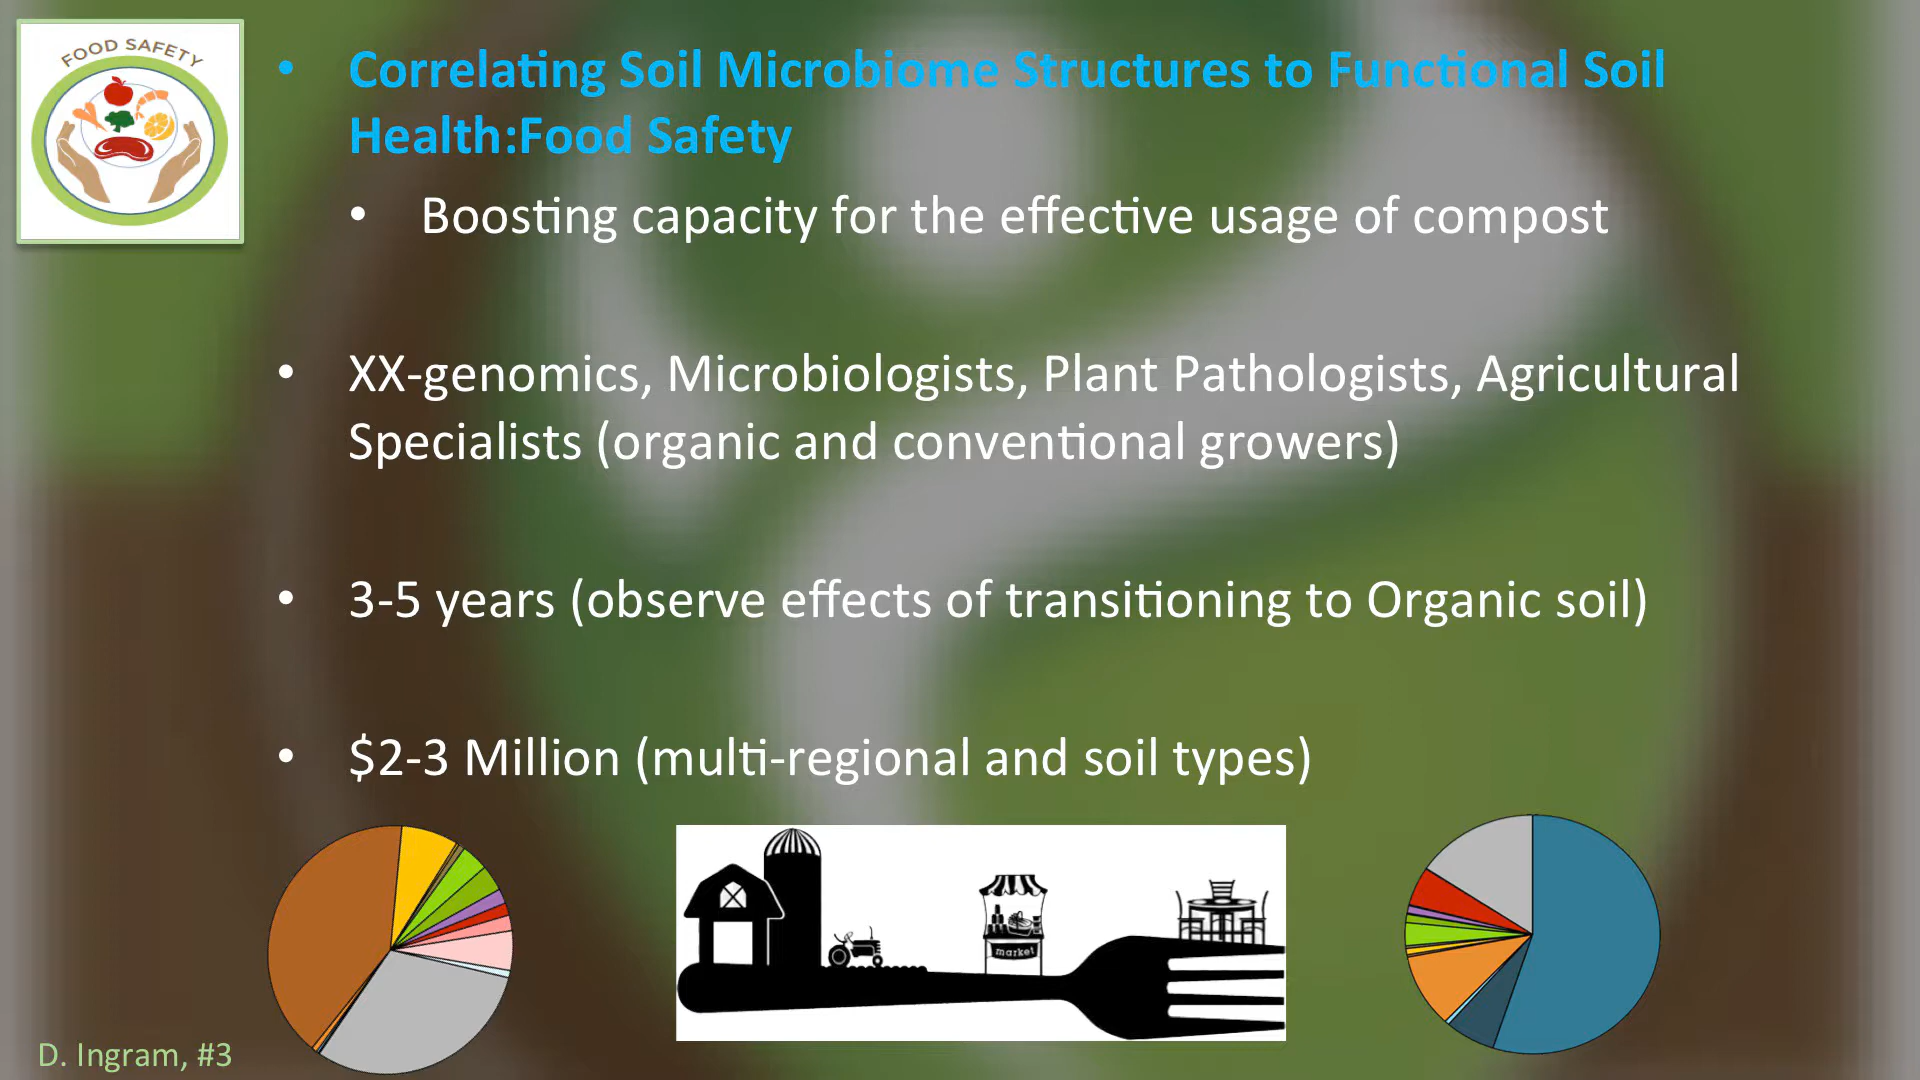 FOOD SAFETY
• Correlating Soil Microbiome Structures to Functional Soil
Health:Food Safety
• Boosting capacity for the effective usage of compost
• XX-genomics, Microbiologists, Plant Pathologists, Agricultural
Specialists (organic and conventional growers)
• 3-5 years (observe effects of transitioning to Organic soil)
• $2-3 Million (multi-regional and soil types)
market
D. Ingram, #3